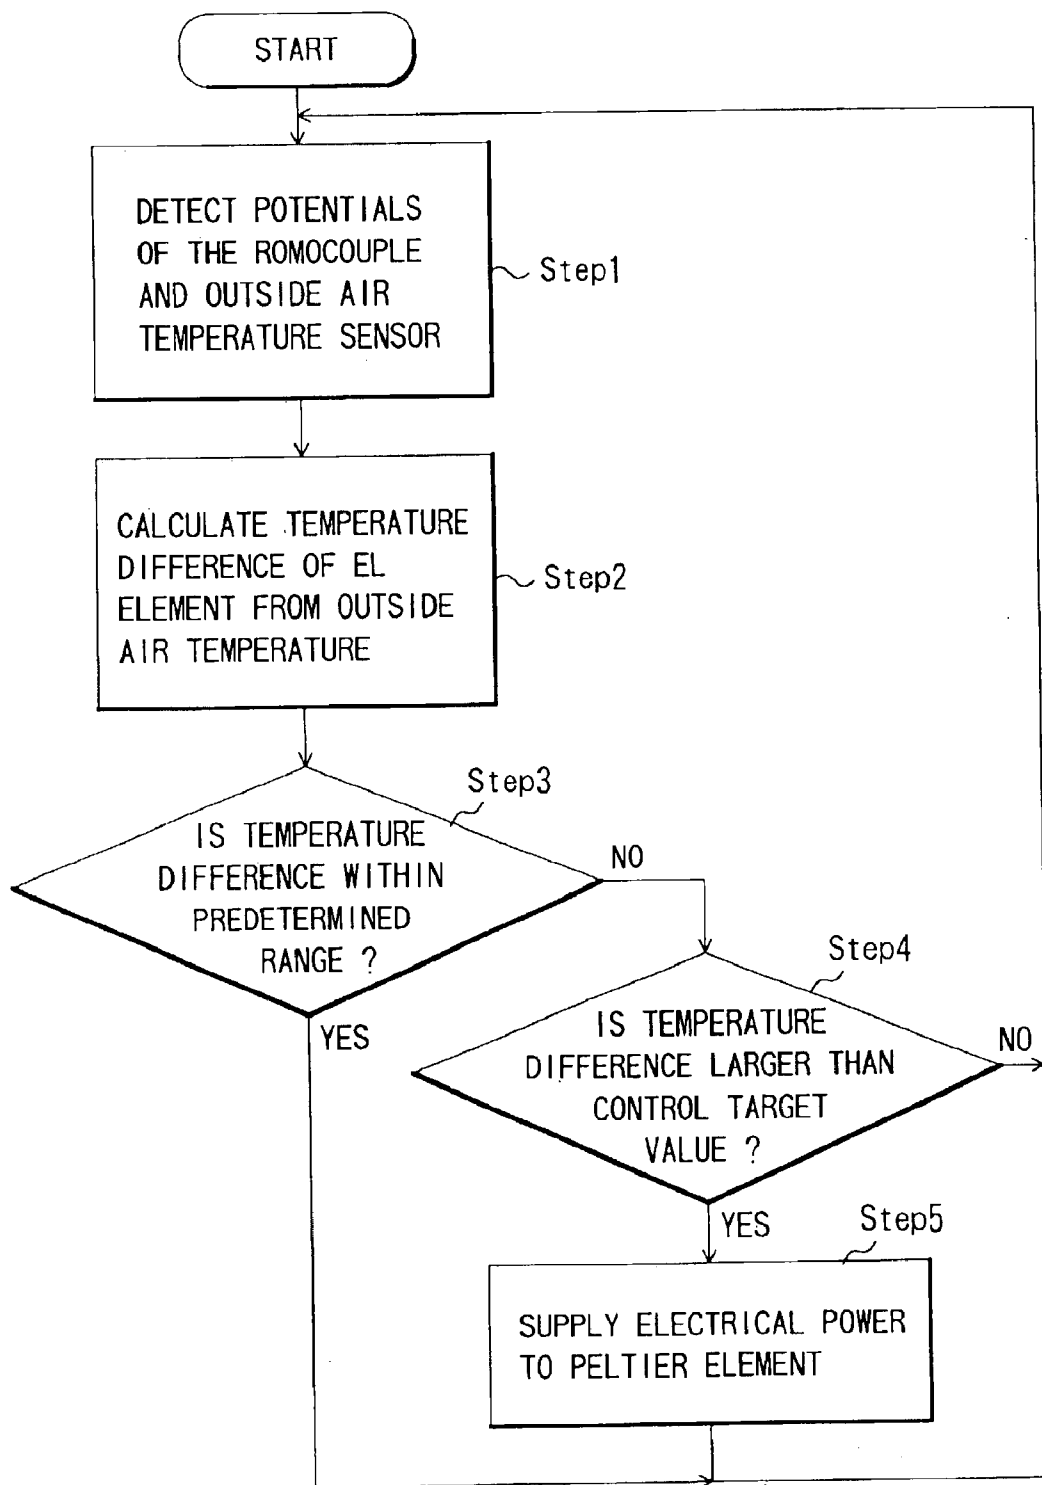 START
DETECT POTENTIALS
OF THE ROMOCOUPLE
AND OUTSIDE AIR
TEMPERATURE SENSOR
Step1
CALCULATE TEMPERATURE
DIFFERENCE OF EL
ELEMENT FROM OUTSIDE
AIR TEMPERATURE
Step2
Step3
IS TEMPERATURE
DIFFERENCE WITHIN
PREDETERMINED
RANGE ?
NO
YES
Step4
IS TEMPERATURE
DIFFERENCE LARGER THAN
CONTROL TARGET
VALUE ?
NO
YES
Step5
SUPPLY ELECTRICAL POWER
TO PELTIER ELEMENT